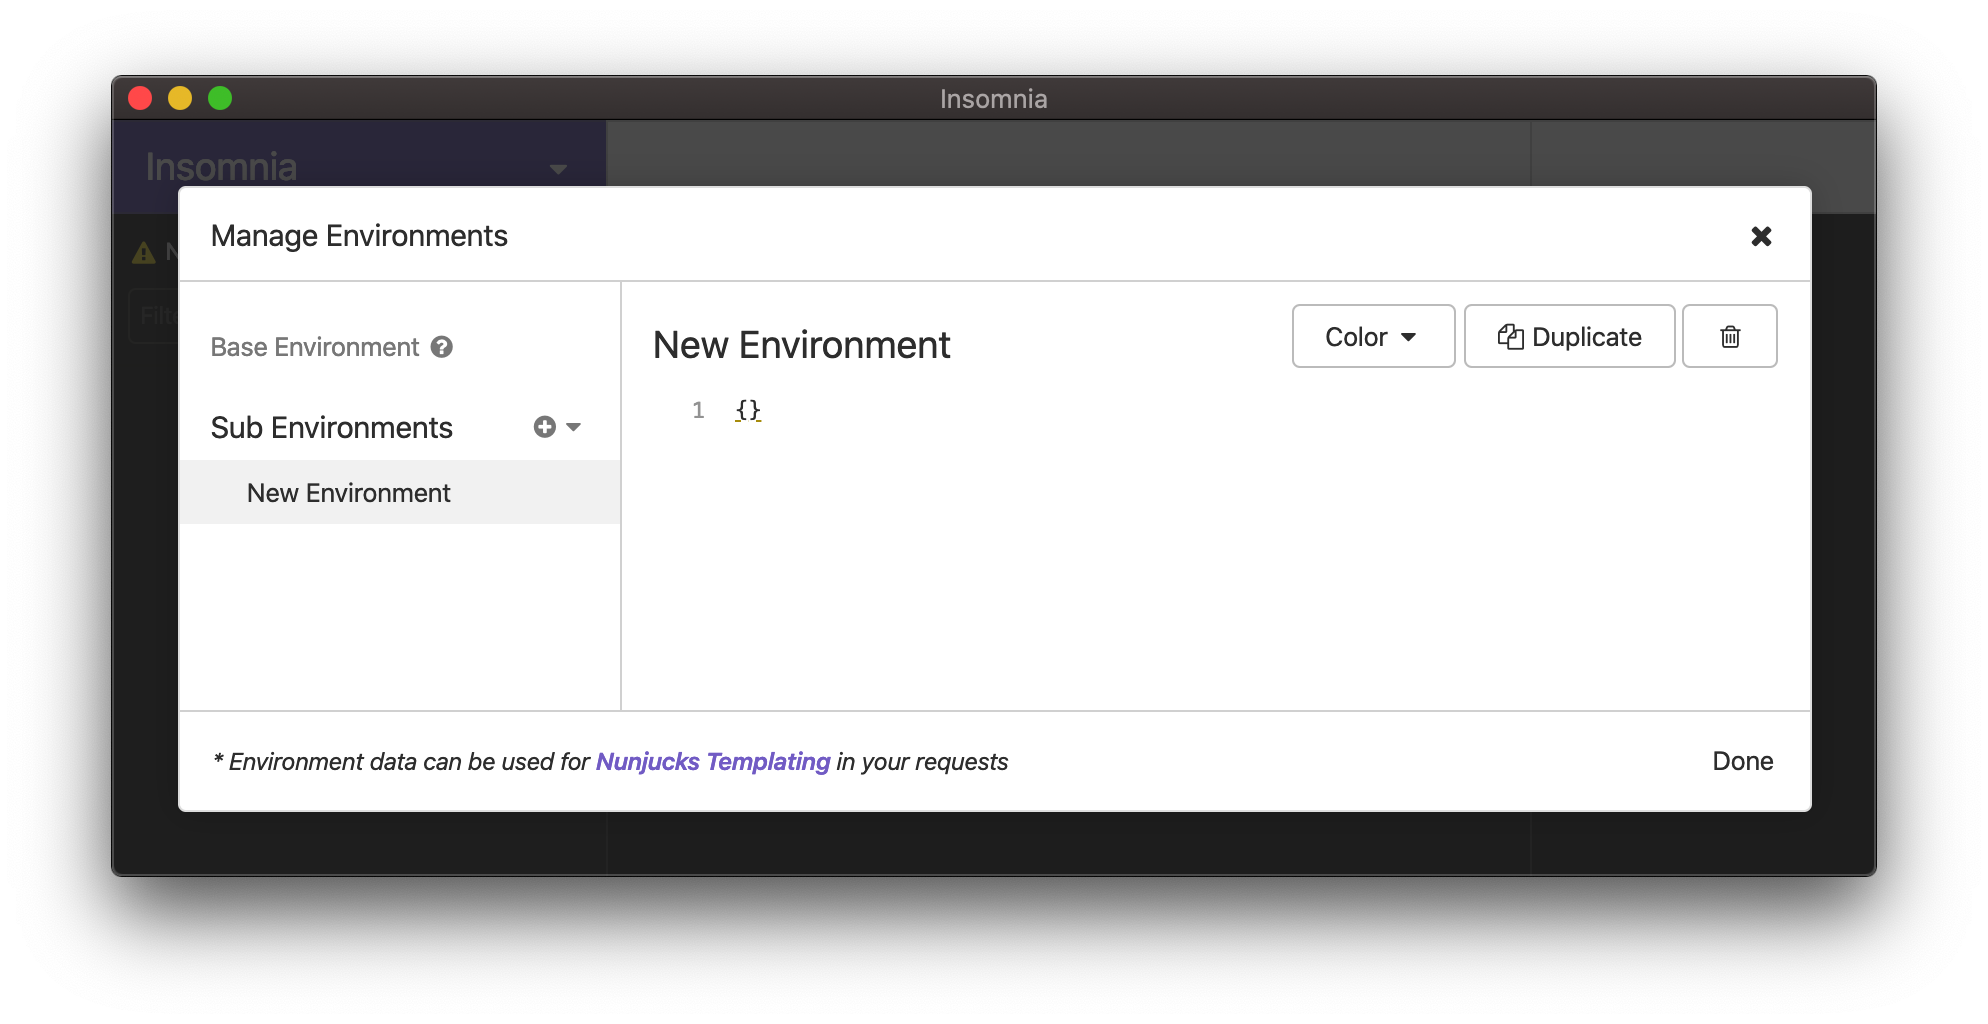 Insomnia
Insomnia
Manage Environments
Base Environment
Sub Environments
New Environment
New Environment
Color
Duplicate
1 {}
* Environment data can be used for Nunjucks Templating in your requests
Done